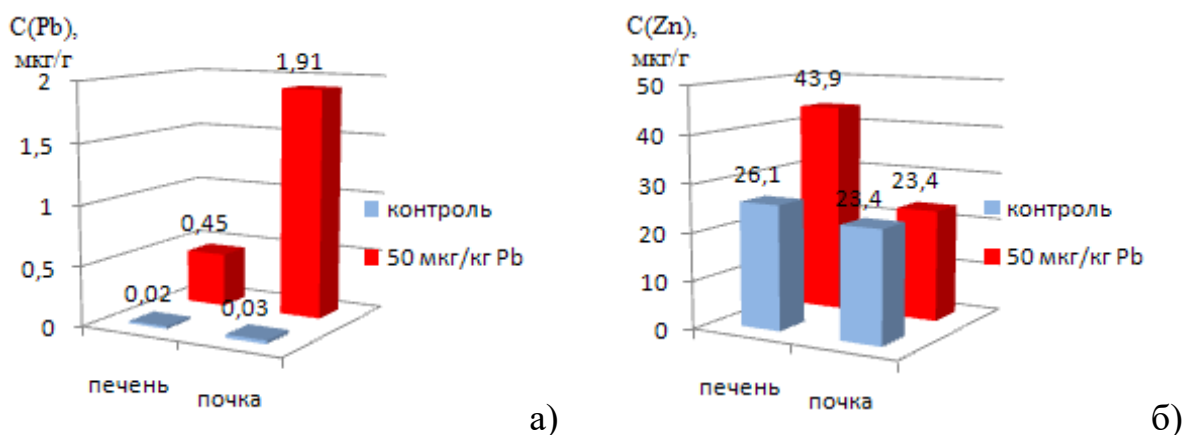 C(Pb),
мкг/г
2
1,5
1
0,5
0
1,91
0,45
0,02
0,03
печень
почка
контроль
50 мкг/кг Pb
а)
C(Zn),
мкг/г
50
40
30
20
10
0
43,9
26,1
23,4
23,4
печень
почка
контроль
50 мкг/кг Pb
б)